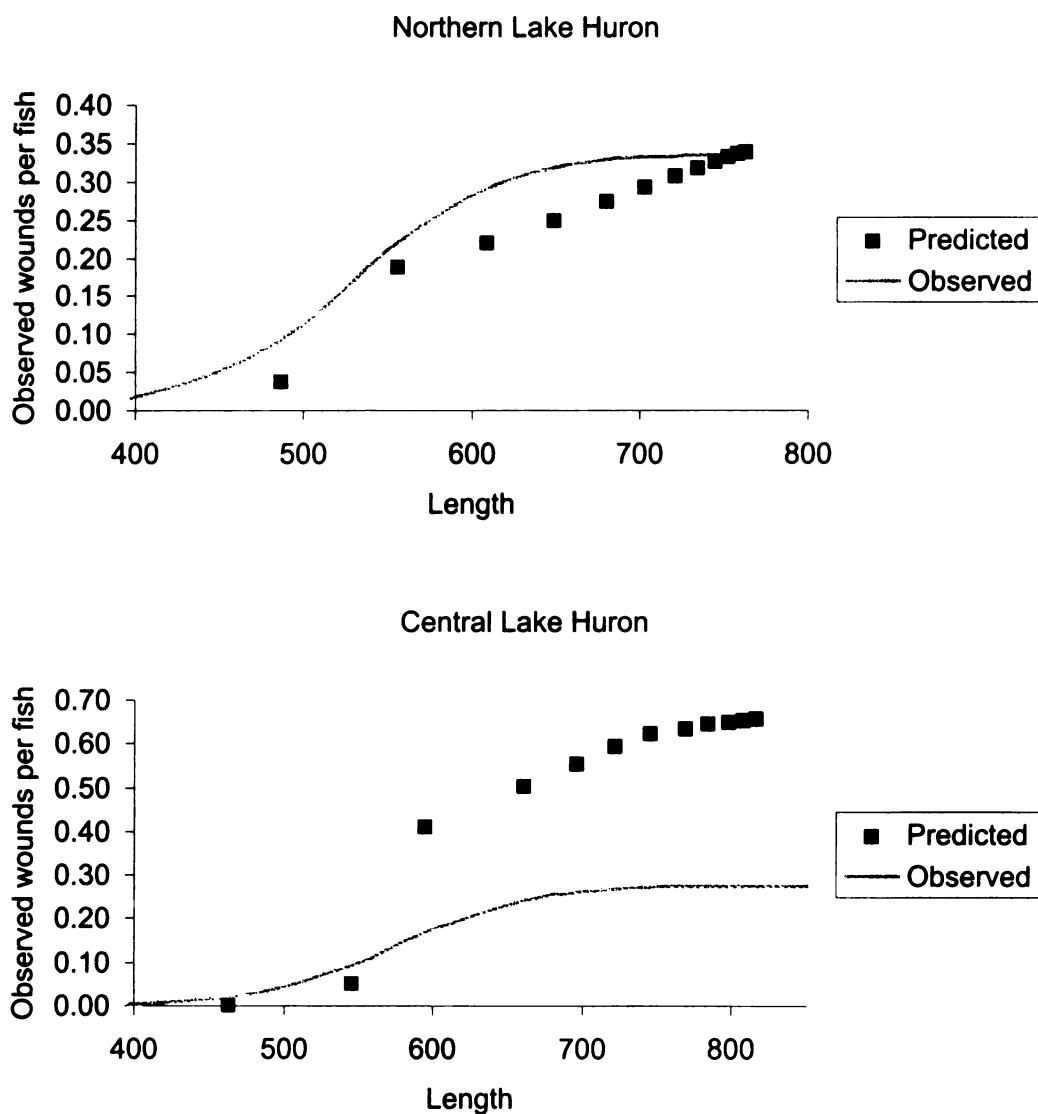 Northern Lake Huron
Observed wounds per fish
0.40
0.35
0.30
0.25
0.20
0.15
0.10
0.05
0.00
400 500 600 700 800
Length
Predicted
Observed
Central Lake Huron
Observed wounds per fish
0.70
0.60
0.50
0.40
0.30
0.20
0.10
0.00
400 500 600 700 800
Length
Predicted
Observed